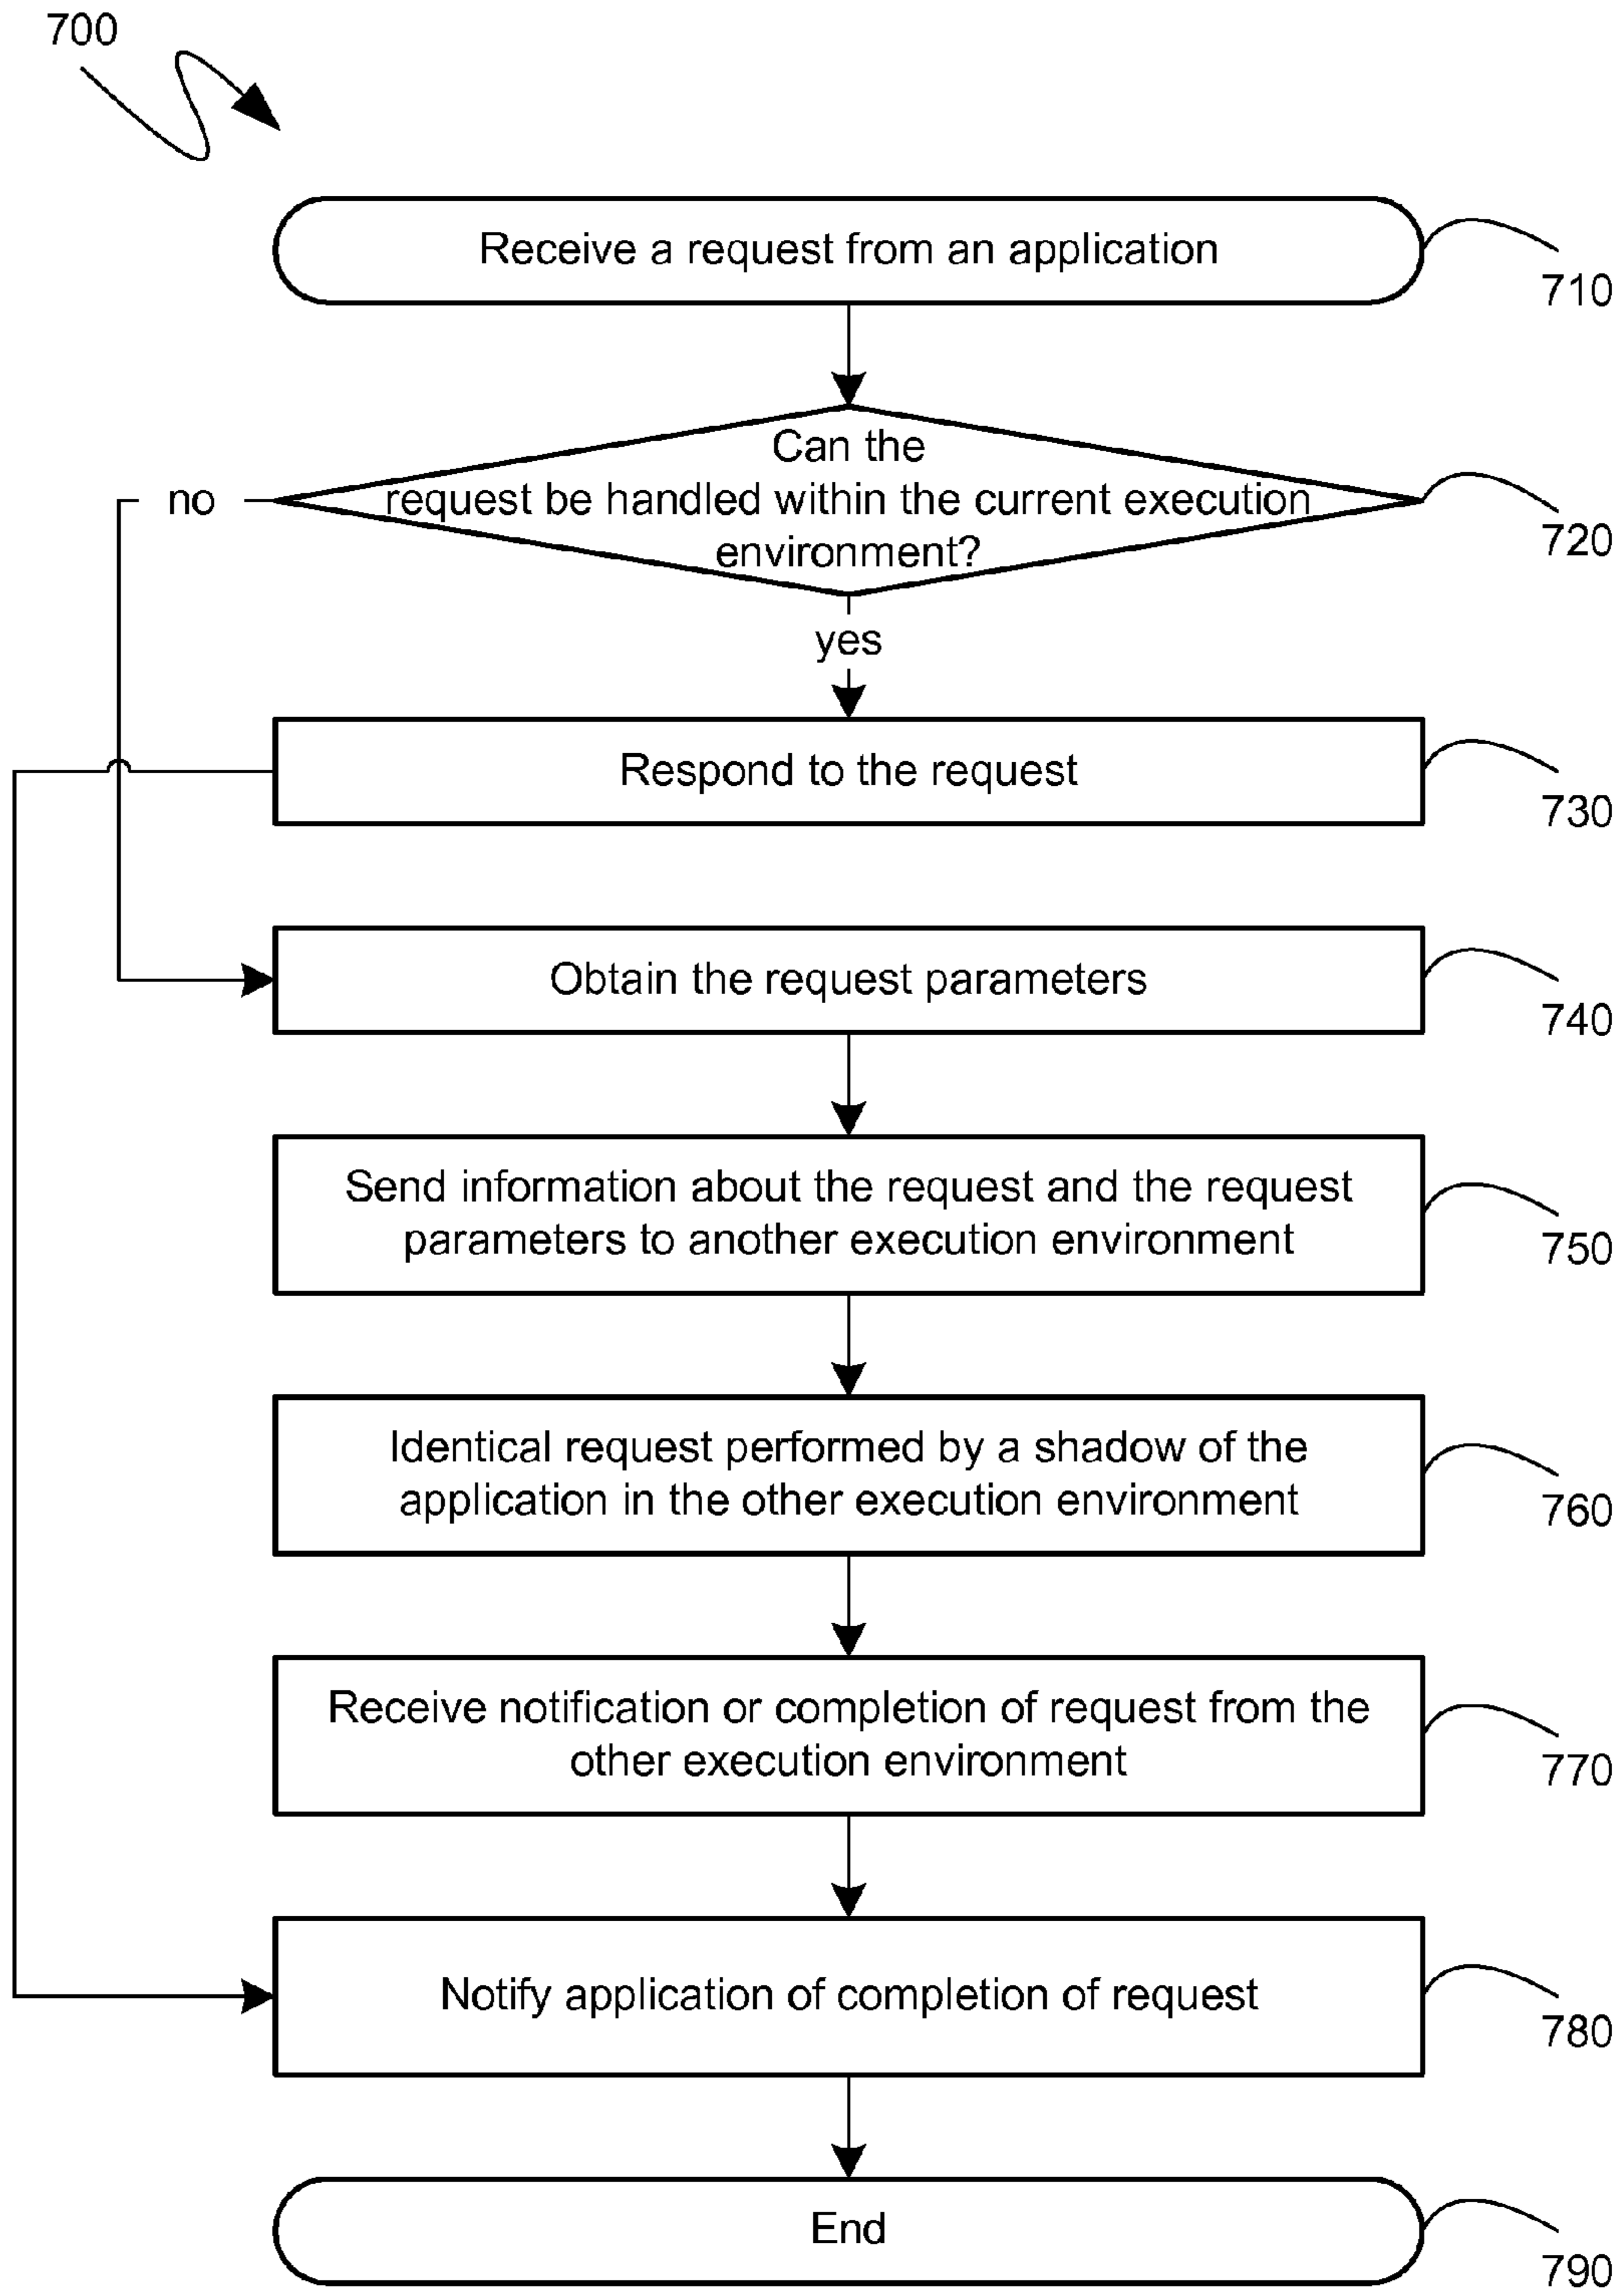 700
Receive a request from an application
710
Can the
request be handled within the current execution
environment?
720
no
yes
Respond to the request
730
Obtain the request parameters
740
Send information about the request and the request
parameters to another execution environment
750
Identical request performed by a shadow of the
application in the other execution environment
760
Receive notification or completion of request from the
other execution environment
770
Notify application of completion of request
780
End
790